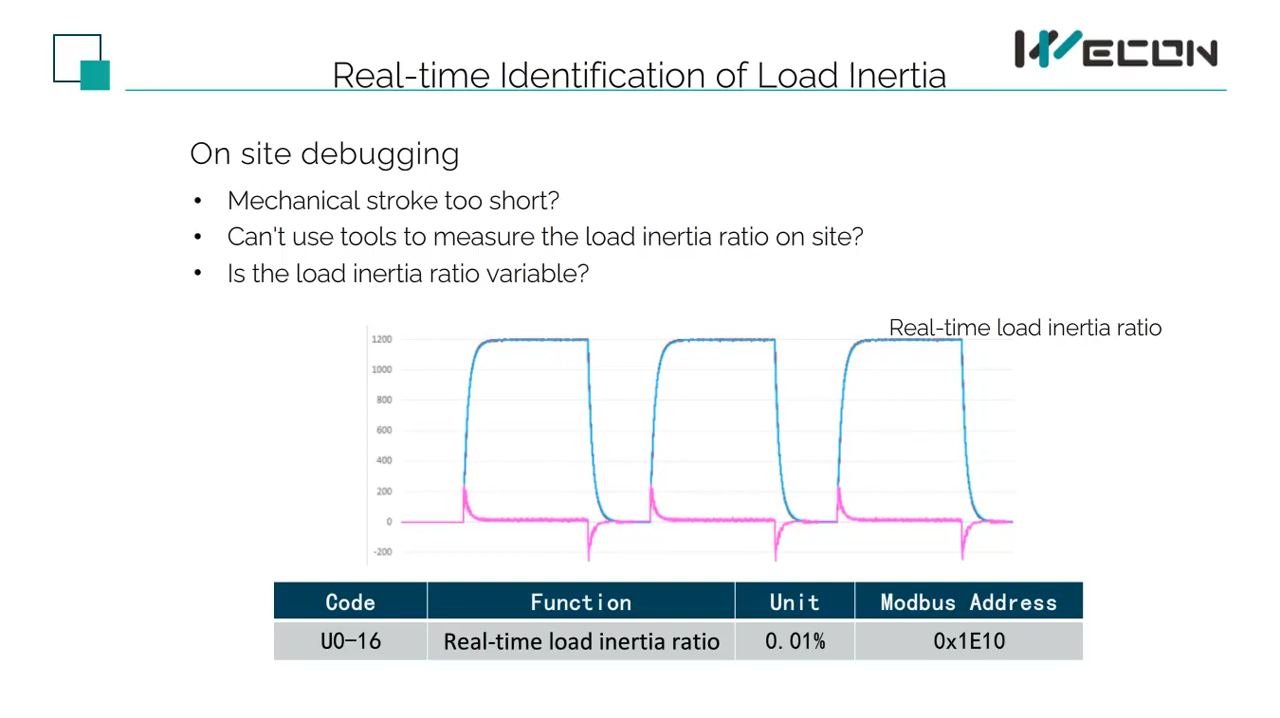 WECON
Real-time Identification of Load Inertia
On site debugging
• Mechanical stroke too short?
• Can't use tools to measure the load inertia ratio on site?
• Is the load inertia ratio variable?
Real-time load inertia ratio
1200
1000
800
600
400
200
0
-200
Code Function Unit Modbus Address
U0-16 Real-time load inertia ratio 0.01% 0x1E10